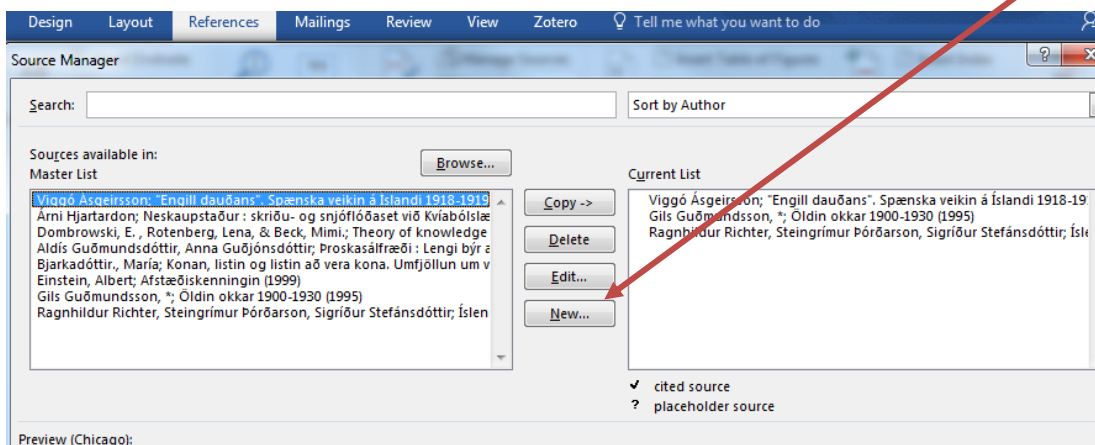 Design Layout References Mailings Review View Zotero Tell me what you want to do
Source Manager
Search:
Sort by Author
Sources available in:
Master List
Browse...
Current List
Viggó Ásgeirsson; "Engill dauðans". Spænska veikin á Íslandi 1918-1919
Árni Hjartardon; Neskaupstaður : skriðu- og snjóflóðaset við Kvíabólslæ
Dombrowski, E. , Rotenberg, Lena, & Beck, Mimi.; Theory of knowledge
Aldís Guðmundsdóttir, Anna Guðjónsdóttir; Þroskasálfræði : Lengi býr a
Bjarkadóttir., María; Konan, listin og listin að vera kona. Umfjöllun um v
Einstein, Albert; Afstæðiskenningin (1999)
Gils Guðmundsson, *; Öldin okkar 1900-1930 (1995)
Ragnhildur Richter, Steingrímur Þórðarson, Sigríður Stefánsdóttir; Íslen
Copy ->
Delete
Edit...
New...
Viggó Ásgeirsson; "Engill dauðans". Spænska veikin á Íslandi 1918-19
Gils Guðmundsson, *; Öldin okkar 1900-1930 (1995)
Ragnhildur Richter, Steingrímur Þórðarson, Sigríður Stefánsdóttir; Ísle
✔ cited source
? placeholder source
Preview (Chicago):